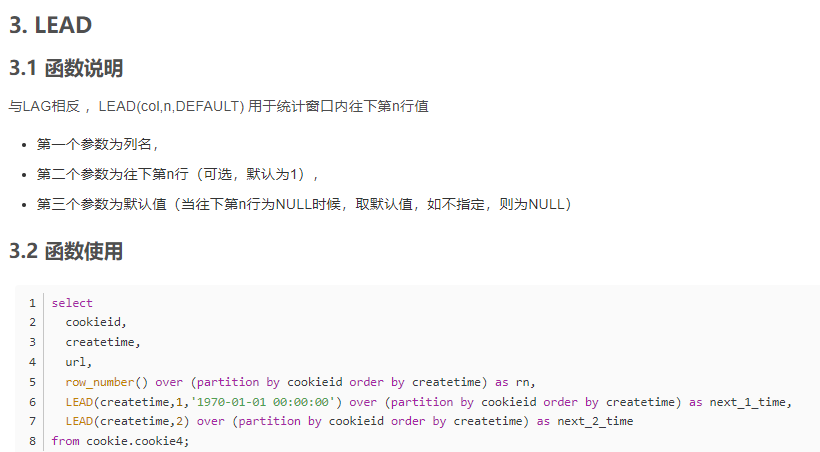 3. LEAD
3.1 函数说明
与LAG相反 ，LEAD(col,n,DEFAULT) 用于统计窗口内往下第n行值
• 第一个参数为列名，
• 第二个参数为往下第n行（可选，默认为1），
• 第三个参数为默认值（当往下第n行为NULL时候，取默认值，如不指定，则为NULL）
3.2 函数使用
1 select
2   cookieid,
3   createtime,
4   url,
5   row_number() over (partition by cookieid order by createtime) as rn,
6   LEAD(createtime,1,'1970-01-01 00:00:00') over (partition by cookieid order by createtime) as next_1_time,
7   LEAD(createtime,2) over (partition by cookieid order by createtime) as next_2_time
8 from cookie.cookie4;